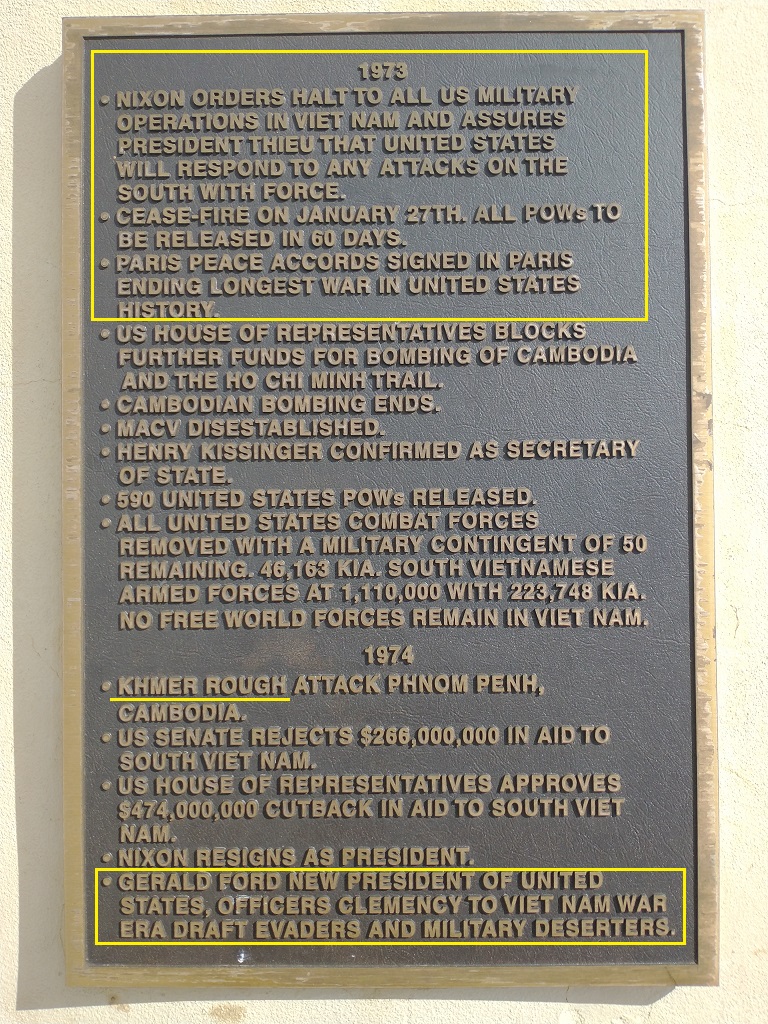 1973
• NIXON ORDERS HALT TO ALL US MILITARY
OPERATIONS IN VIET NAM AND ASSURES
PRESIDENT THIEU THAT UNITED STATES
WILL RESPOND TO ANY ATTACKS ON THE
SOUTH WITH FORCE.
• CEASE-FIRE ON JANUARY 27TH. ALL POWs TO
BE RELEASED IN 60 DAYS.
• PARIS PEACE ACCORDS SIGNED IN PARIS
ENDING LONGEST WAR IN UNITED STATES
HISTORY.
• US HOUSE OF REPRESENTATIVES BLOCKS
FURTHER FUNDS FOR BOMBING OF CAMBODIA
AND THE HO CHI MINH TRAIL.
• CAMBODIAN BOMBING ENDS.
• MACV DISESTABLISHED.
• HENRY KISSINGER CONFIRMED AS SECRETARY
OF STATE.
• 590 UNITED STATES POWs RELEASED.
• ALL UNITED STATES COMBAT FORCES
REMOVED WITH A MILITARY CONTINGENT OF 50
REMAINING. 46,163 KIA. SOUTH VIETNAMESE
ARMED FORCES AT 1,110,000 WITH 223,748 KIA.
NO FREE WORLD FORCES REMAIN IN VIET NAM.
1974
• KHMER ROUGH ATTACK PHNOM PENH,
CAMBODIA.
• US SENATE REJECTS $266,000,000 IN AID TO
SOUTH VIET NAM.
• US HOUSE OF REPRESENTATIVES APPROVES
$474,000,000 CUTBACK IN AID TO SOUTH VIET
NAM.
• NIXON RESIGNS AS PRESIDENT.
• GERALD FORD NEW PRESIDENT OF UNITED
STATES, OFFICERS CLEMENCY TO VIET NAM WAR
ERA DRAFT EVADERS AND MILITARY DESERTERS.